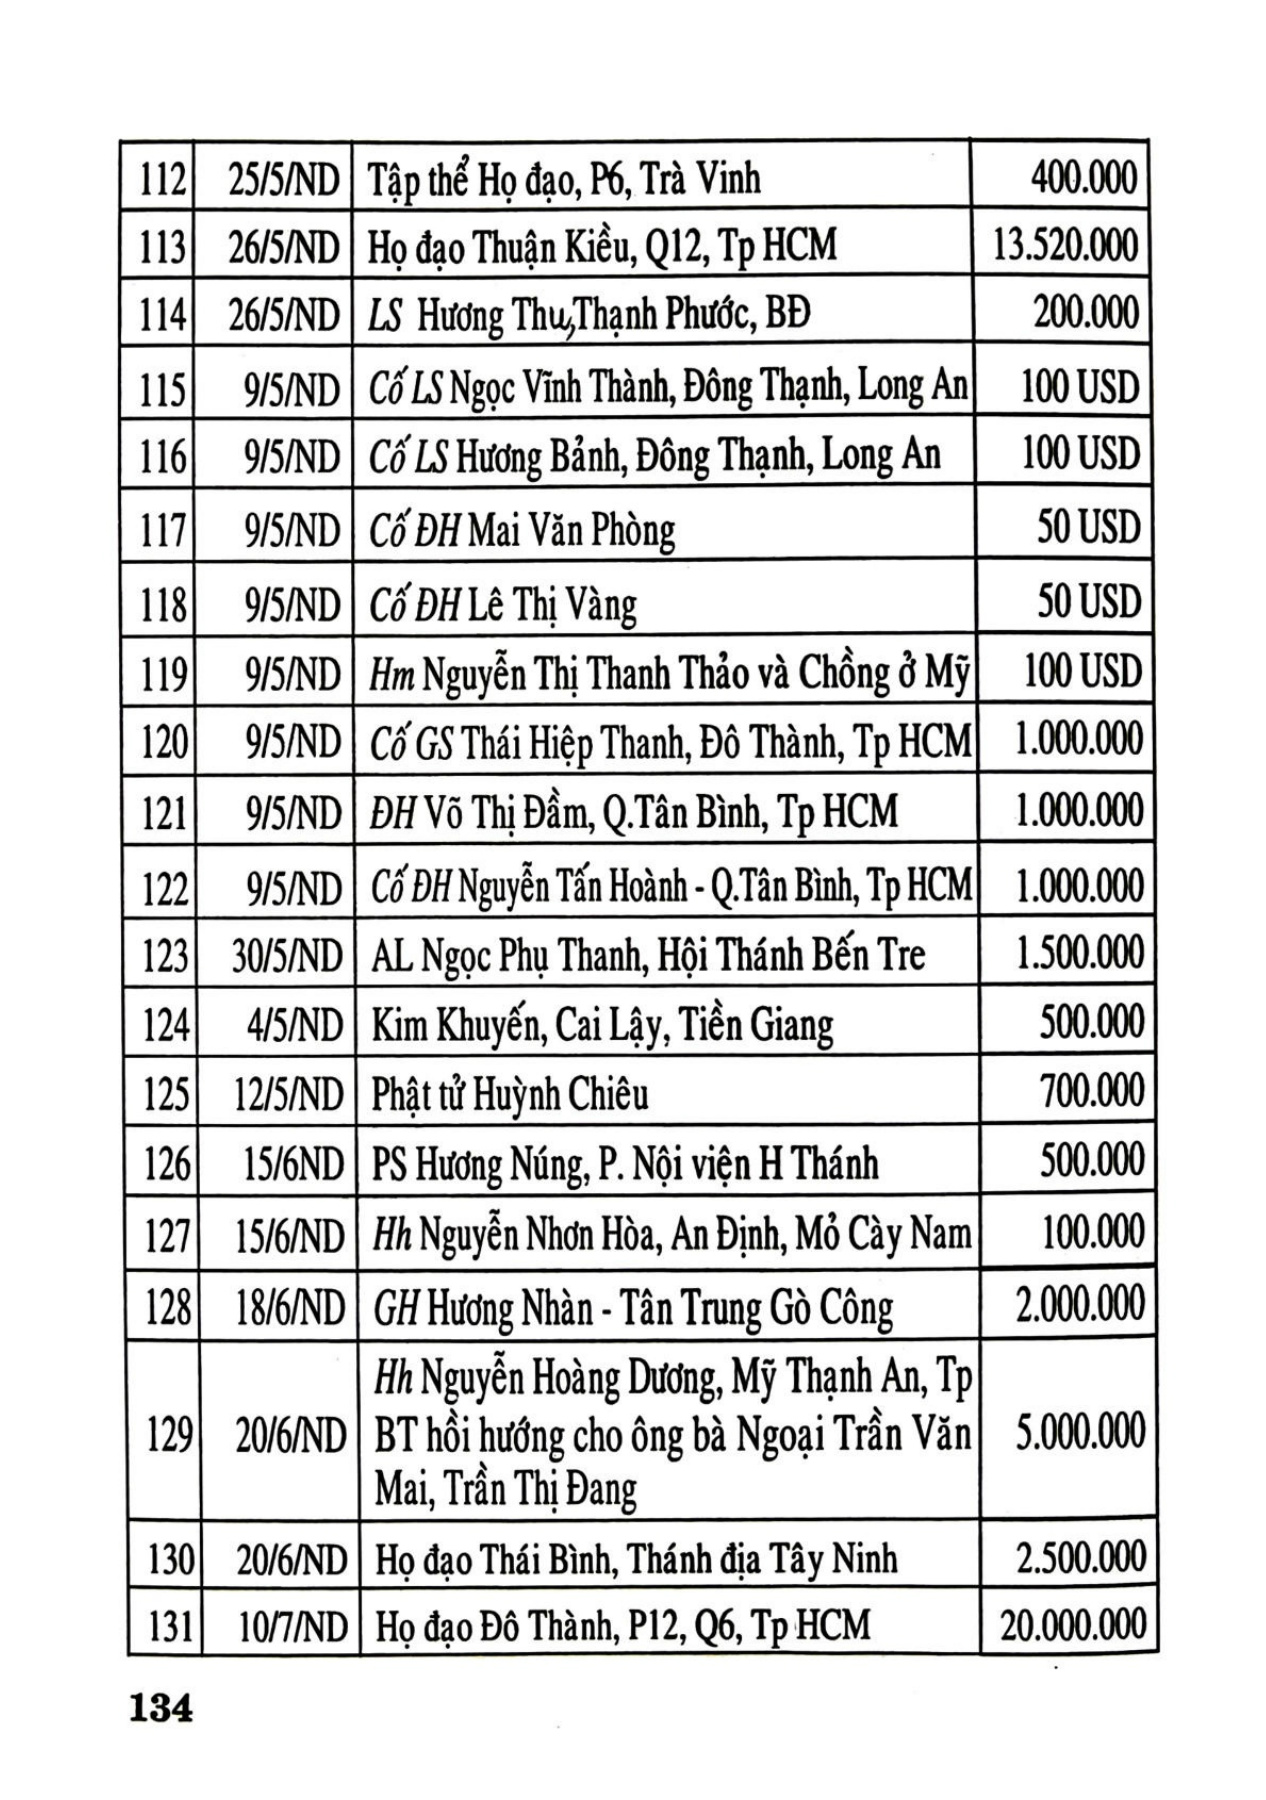 112 25/5/ND Tập thể Họ đạo, P6, Trà Vinh 400.000
113 26/5/ND Họ đạo Thuận Kiều, Q12, Tp HCM 13.520.000
114 26/5/ND LS Hương Thu,Thạnh Phước, BĐ 200.000
115 9/5/ND Cố LS Ngọc Vĩnh Thành, Đông Thạnh, Long An 100 USD
116 9/5/ND Cố LS Hương Bảnh, Đông Thạnh, Long An 100 USD
117 9/5/ND Cố ĐH Mai Văn Phòng 50 USD
118 9/5/ND Cố ĐH Lê Thị Vàng 50 USD
119 9/5/ND Hm Nguyễn Thị Thanh Thảo và Chồng ở Mỹ 100 USD
120 9/5/ND Cố GS Thái Hiệp Thanh, Đô Thành, Tp HCM 1.000.000
121 9/5/ND ĐH Võ Thị Đầm, Q.Tân Bình, Tp HCM 1.000.000
122 9/5/ND Cố ĐH Nguyễn Tấn Hoành - Q.Tân Bình, Tp HCM 1.000.000
123 30/5/ND AL Ngọc Phụ Thanh, Hội Thánh Bến Tre 1.500.000
124 4/5/ND Kim Khuyến, Cai Lậy, Tiền Giang 500.000
125 12/5/ND Phật tử Huỳnh Chiêu 700.000
126 15/6ND PS Hương Núng, P. Nội viện H Thánh 500.000
127 15/6/ND Hh Nguyễn Nhơn Hòa, An Định, Mỏ Cày Nam 100.000
128 18/6/ND GH Hương Nhàn - Tân Trung Gò Công 2.000.000
Hh Nguyễn Hoàng Dương, Mỹ Thạnh An, Tp
129 20/6/ND BT hồi hướng cho ông bà Ngoại Trần Văn 5.000.000
Mai, Trần Thị Đang
130 20/6/ND Họ đạo Thái Bình, Thánh địa Tây Ninh 2.500.000
131 10/7/ND Họ đạo Đô Thành, P12, Q6, Tp HCM 20.000.000
134